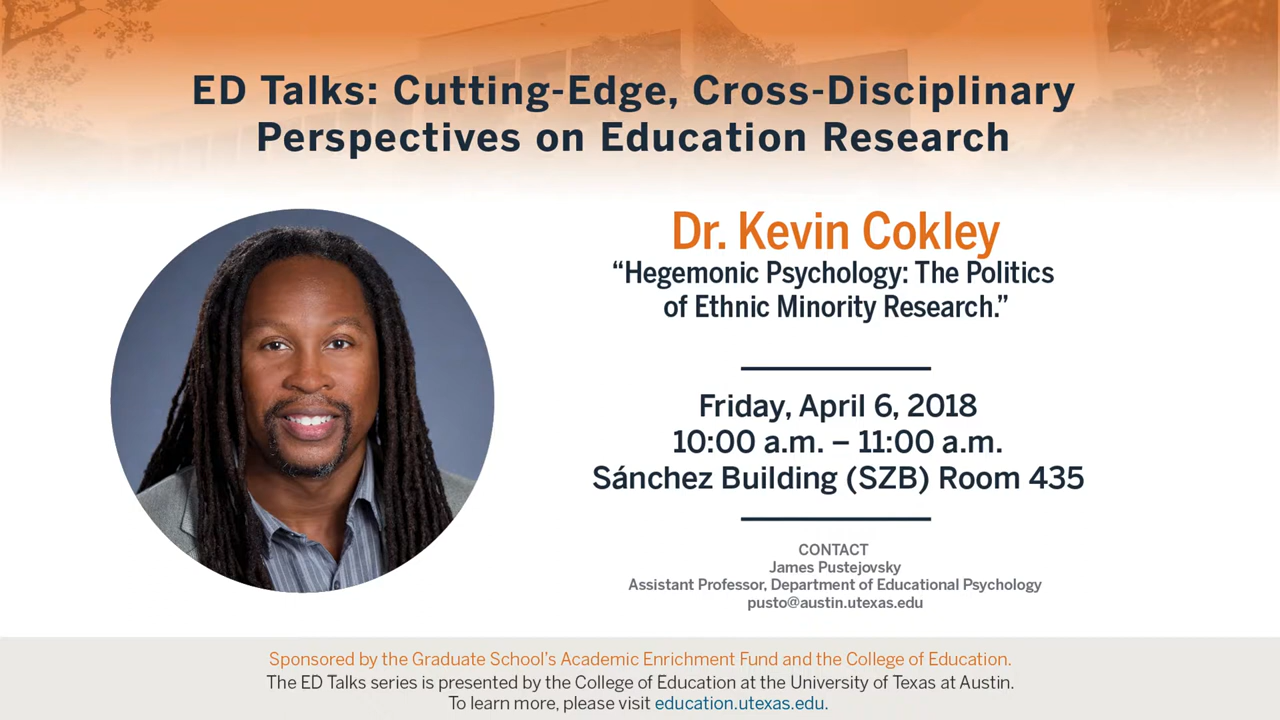 ED Talks: Cutting-Edge, Cross-Disciplinary
Perspectives on Education Research
Dr. Kevin Cokley
“Hegemonic Psychology: The Politics
of Ethnic Minority Research.”
Friday, April 6, 2018
10:00 a.m. – 11:00 a.m.
Sánchez Building (SZB) Room 435
CONTACT
James Pustejovsky
Assistant Professor, Department of Educational Psychology
pusto@austin.utexas.edu
Sponsored by the Graduate School’s Academic Enrichment Fund and the College of Education.
The ED Talks series is presented by the College of Education at the University of Texas at Austin.
To learn more, please visit education.utexas.edu.